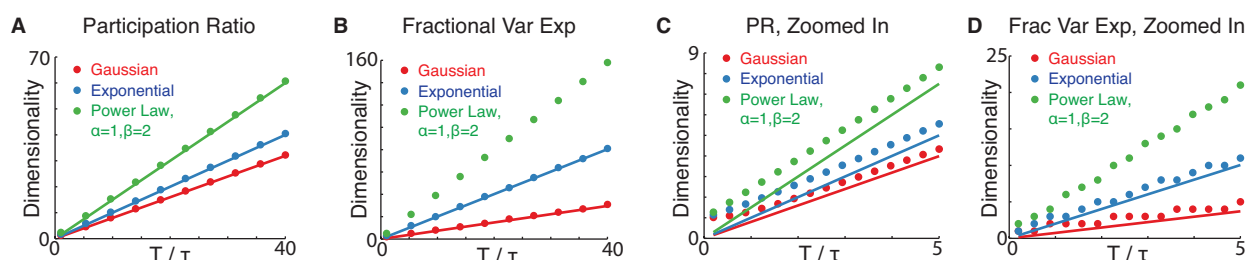 A Participation Ratio
70
Dimensionality
Gaussian
Exponential
Power Law,
α=1,β=2
0
0
T / τ
40
B Fractional Var Exp
160
Dimensionality
Gaussian
Exponential
Power Law,
α=1,β=2
0
0
T / τ
40
C PR, Zoomed In
9
Dimensionality
Gaussian
Exponential
Power Law,
α=1,β=2
0
0
T / τ
5
D Frac Var Exp, Zoomed In
25
Dimensionality
Gaussian
Exponential
Power Law,
α=1,β=2
0
0
T / τ
5